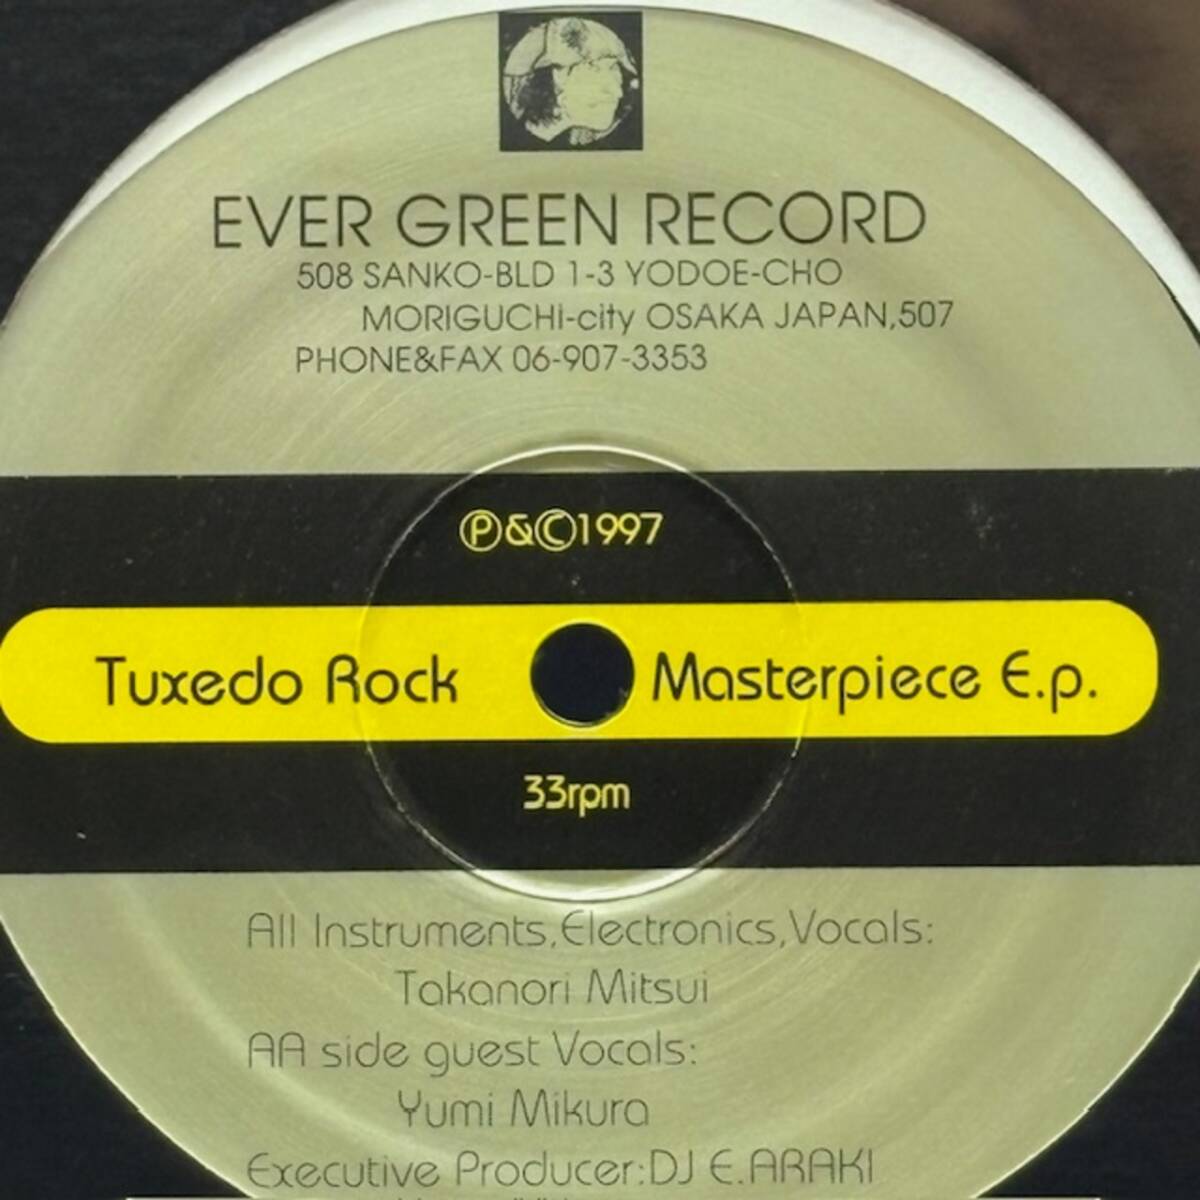 EVER GREEN RECORD
508 SANKO-BLD 1-3 YODOE-CHO
MORIGUCHI-city OSAKA JAPAN,507
PHONE&FAX 06-907-3353
Ⓟ&Ⓒ1997
Tuxedo Rock Masterpiece E.p.
33rpm
All Instruments,Electronics,Vocals:
Takanori Mitsui
AA side guest Vocals:
Yumi Mikura
Executive Producer:DJ E.ARAKI